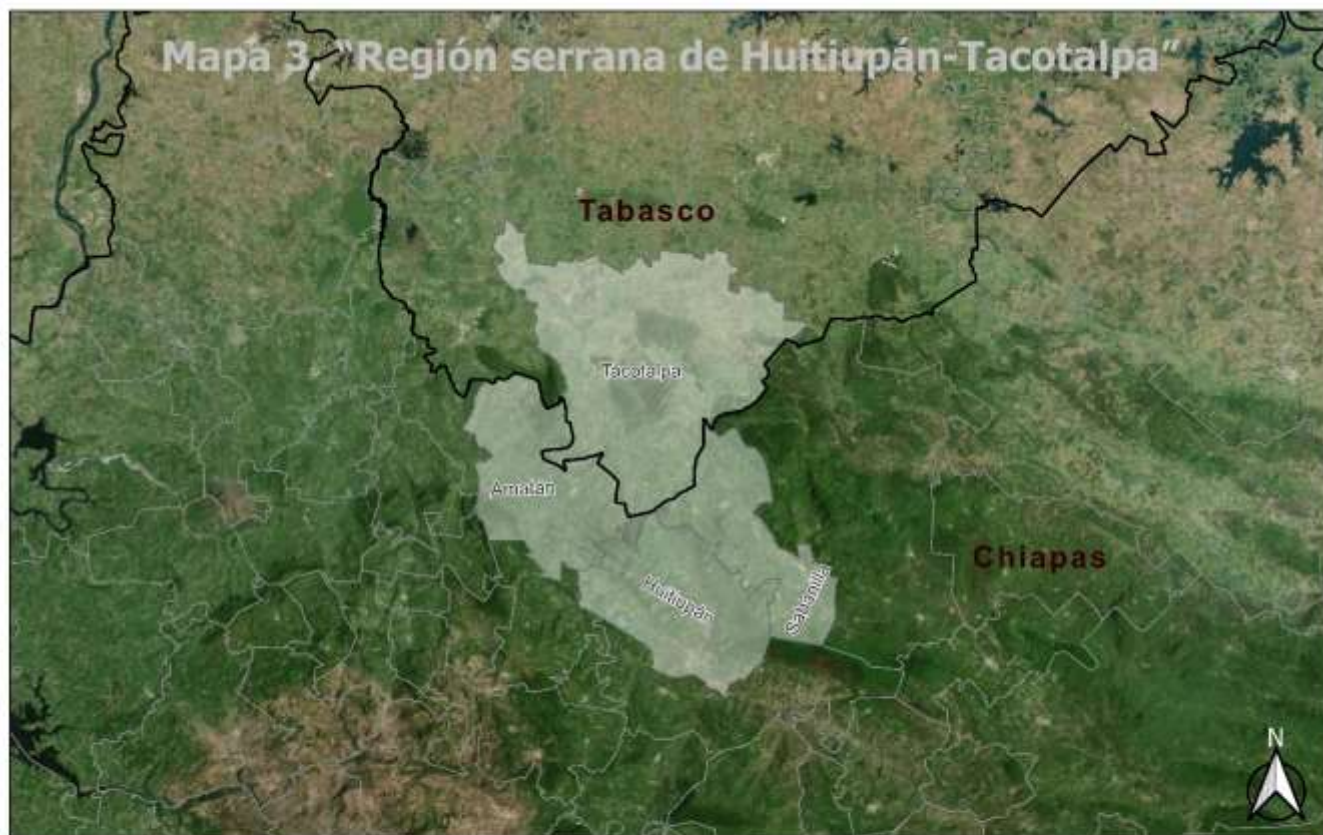 Mapa 3. "Región serrana de Huitiupán-Tacotalpa"
Tabasco
Tacotalpa
Amatán
Chiapas
Huitiupán
Sabanilla
N